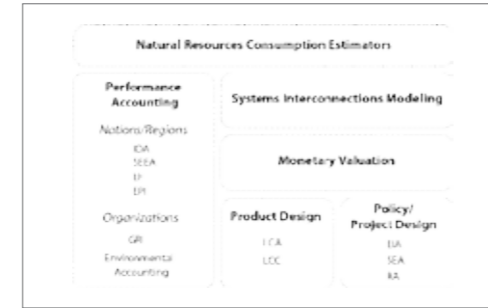 Natural Resources Consumption Estimators
Performance
Accounting
Nations/Regions
SEEA
EF
EPI
Organizations
GRI
Environmental
Accounting
Systems Interconnections Modeling
Monetary Valuation
Product Design
LCA
LCC
Policy/
Project Design
EIA
SEA
RA